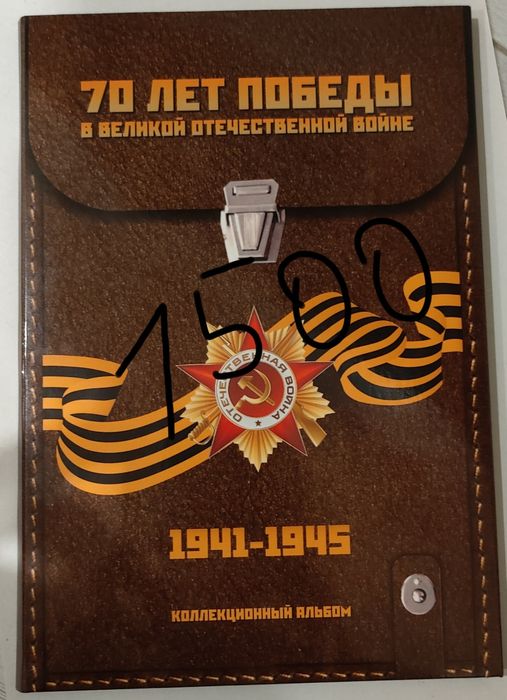 70 ЛЕТ ПОБЕДЫ
В ВЕЛИКОЙ ОТЕЧЕСТВЕННОЙ ВОЙНЕ
1500
ОТЕЧЕСТВЕННАЯ ВОЙНА
1941-1945
КОЛЛЕКЦИОННЫЙ АЛЬБОМ